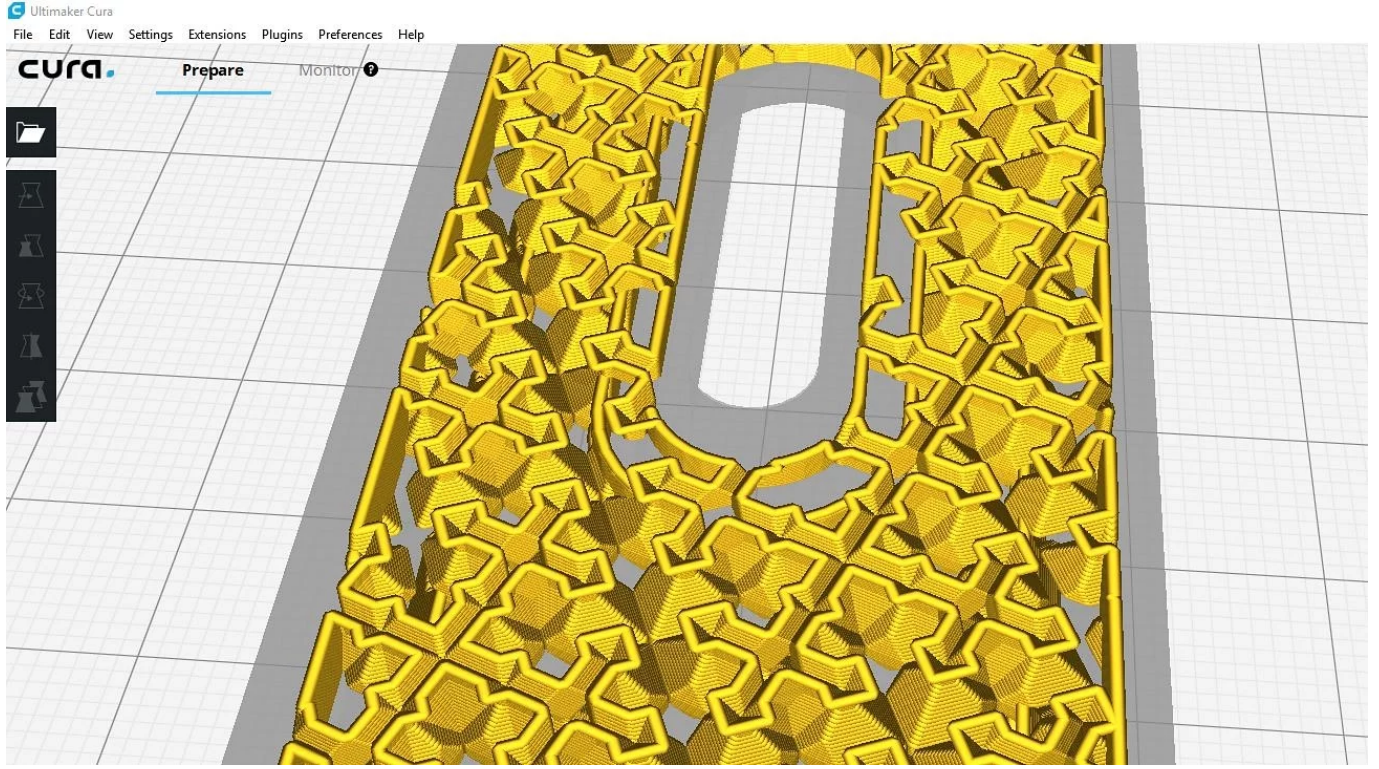 Ultimaker Cura
File Edit View Settings Extensions Plugins Preferences Help
cura. Prepare Monitor ?